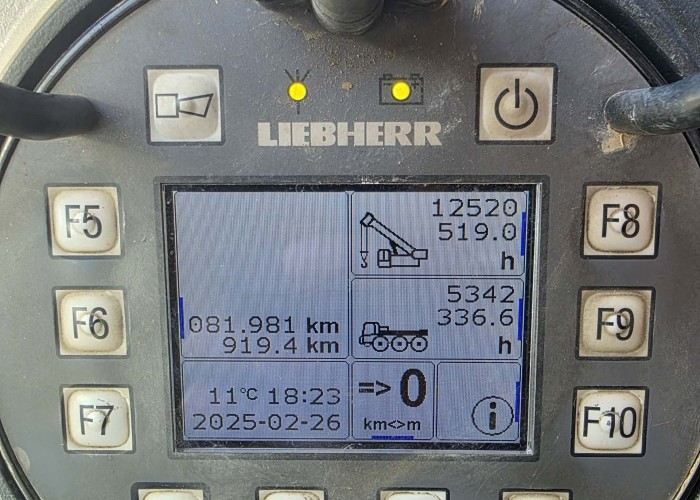 LIEBHERR
F5
F6
F7
12520
519.0
h
5342
336.6
h
081.981 km
919.4 km
11°C 18:23
2025-02-26
=>0
km<>m
i
F8
F9
F10